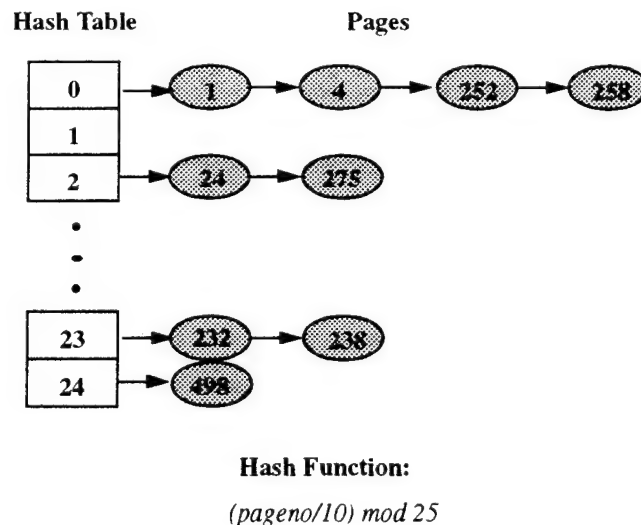 Hash Table Pages
0 1 4 252 258
1
2 24 275
23 232 238
24 498
Hash Function:
(pageno/10) mod 25